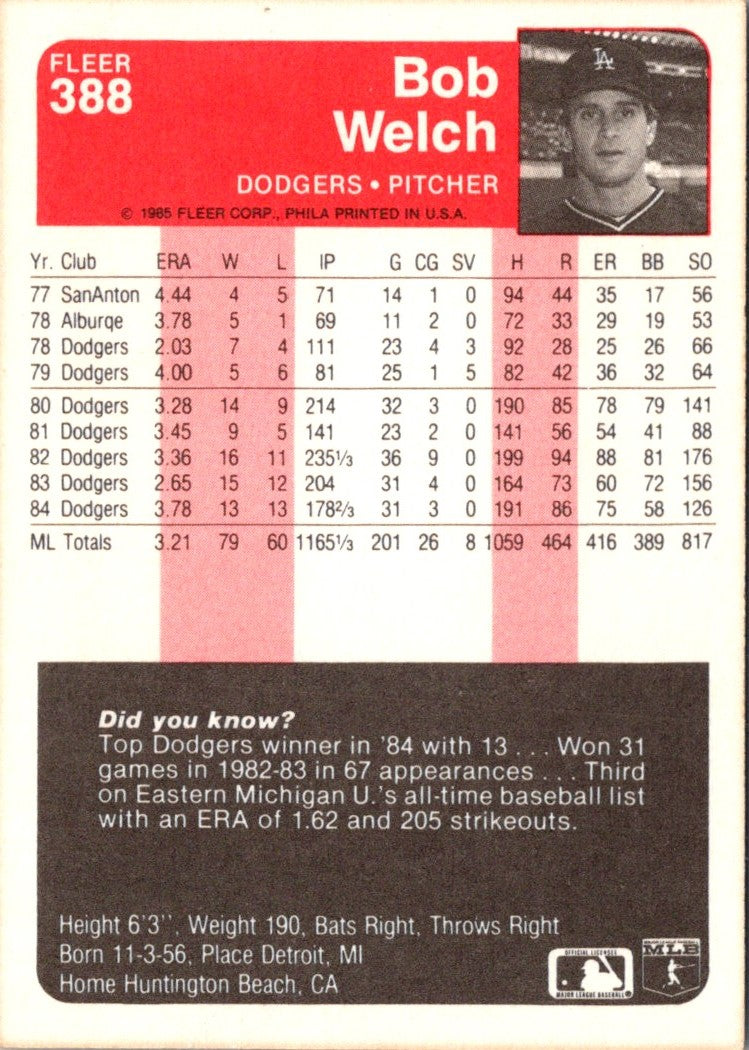 FLEER
388
Bob
Welch
DODGERS • PITCHER
© 1985 FLEER CORP., PHILA PRINTED IN U.S.A.
LA
Yr. Club ERA W L IP G CG SV H R ER BB SO
77 SanAnton 4.44 4 5 71 14 1 0 94 44 35 17 56
78 Alburqe 3.78 5 1 69 11 2 0 72 33 29 19 53
78 Dodgers 2.03 7 4 111 23 4 3 92 28 25 26 66
79 Dodgers 4.00 5 6 81 25 1 5 82 42 36 32 64
80 Dodgers 3.28 14 9 214 32 3 0 190 85 78 79 141
81 Dodgers 3.45 9 5 141 23 2 0 141 56 54 41 88
82 Dodgers 3.36 16 11 235⅓ 36 9 0 199 94 88 81 176
83 Dodgers 2.65 15 12 204 31 4 0 164 73 60 72 156
84 Dodgers 3.78 13 13 178⅔ 31 3 0 191 86 75 58 126
ML Totals 3.21 79 60 1165⅓ 201 26 8 1059 464 416 389 817
Did you know?
Top Dodgers winner in '84 with 13 . . . Won 31
games in 1982-83 in 67 appearances . . . Third
on Eastern Michigan U.'s all-time baseball list
with an ERA of 1.62 and 205 strikeouts.
Height 6'3'', Weight 190, Bats Right, Throws Right
Born 11-3-56, Place Detroit, MI
Home Huntington Beach, CA
OFFICIAL LICENSEE
MAJOR LEAGUE BASEBALL®
MAJOR LEAGUE BASEBALL
MLB